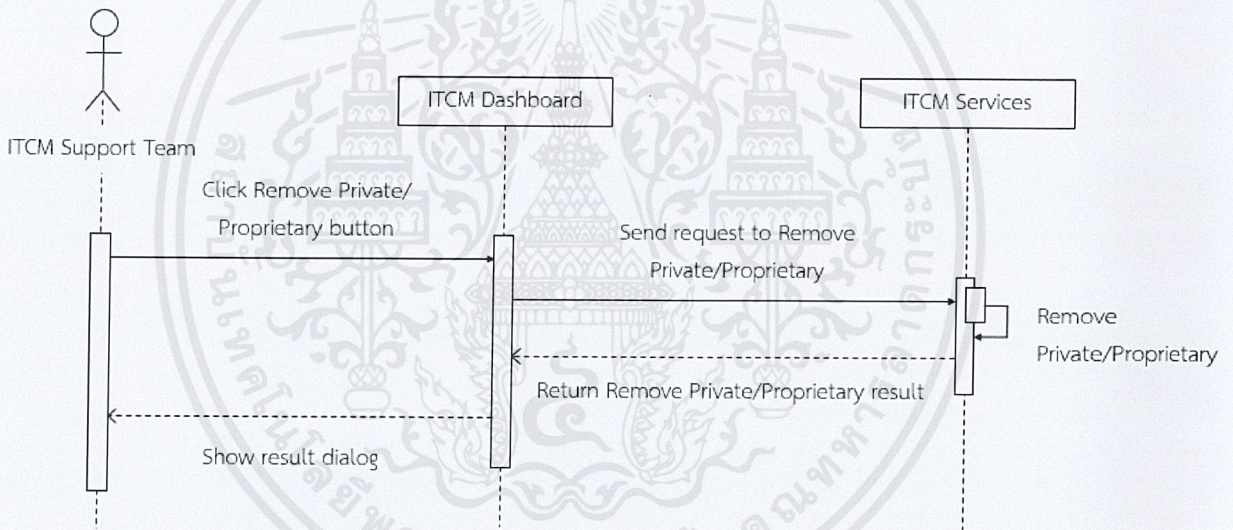 ITCM Dashboard
ITCM Services
ITCM Support Team
Click Remove Private/
Proprietary button
Send request to Remove
Private/Proprietary
Remove
Private/Proprietary
Return Remove Private/Proprietary result
Show result dialog